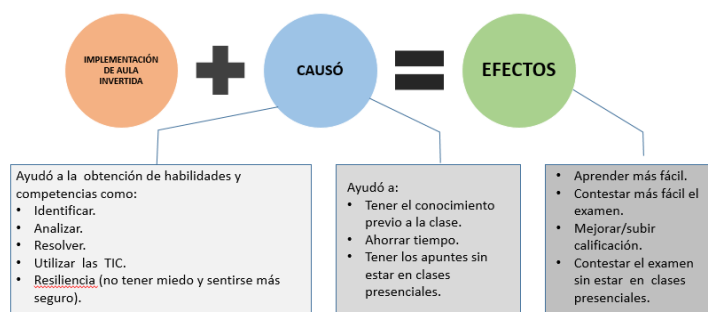 IMPLEMENTACIÓN
DE AULA
INVERTIDA
CAUSÓ
EFECTOS
Ayudó a la obtención de habilidades y
competencias como:
• Identificar.
• Analizar.
• Resolver.
• Utilizar las TIC.
• Resiliencia (no tener miedo y sentirse más
seguro).
Ayudó a:
• Tener el conocimiento
previo a la clase.
• Ahorrar tiempo.
• Tener los apuntes sin
estar en clases
presenciales.
• Aprender más fácil.
• Contestar más fácil el
examen.
• Mejorar/subir
calificación.
• Contestar el examen
sin estar en clases
presenciales.